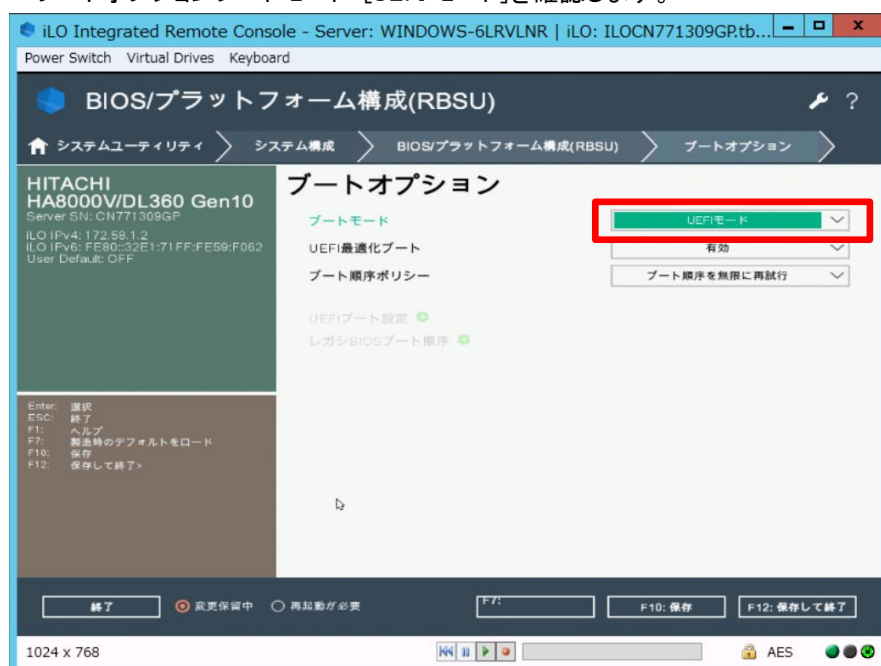 iLO Integrated Remote Console - Server: WINDOWS-6LRVLNR | iLO: ILOCN771309GP.tb...
Power Switch Virtual Drives Keyboard
BIOS/プラットフォーム構成(RBSU)
?
システムユーティリティ
システム構成
BIOS/プラットフォーム構成(RBSU)
ブートオプション
HITACHI
HA8000V/DL360 Gen10
Server SN: CN771309GP
iLO IPv4: 172.58.1.2
iLO IPv6: FE80::32E1:71FF:FE59:F062
User Default: OFF
ブートオプション
ブートモード UEFIモード
UEFI最適化ブート 有効
ブート順序ポリシー ブート順序を無限に再試行
UEFIブート設定
レガシBIOSブート順序
Enter: 選択
ESC: 終了
F1: ヘルプ
F7: 製造時のデフォルトをロード
F10: 保存
F12: 保存して終了>
終了
変更保留中
再起動が必要
F7:
F10: 保存
F12: 保存して終了
1024 x 768
AES